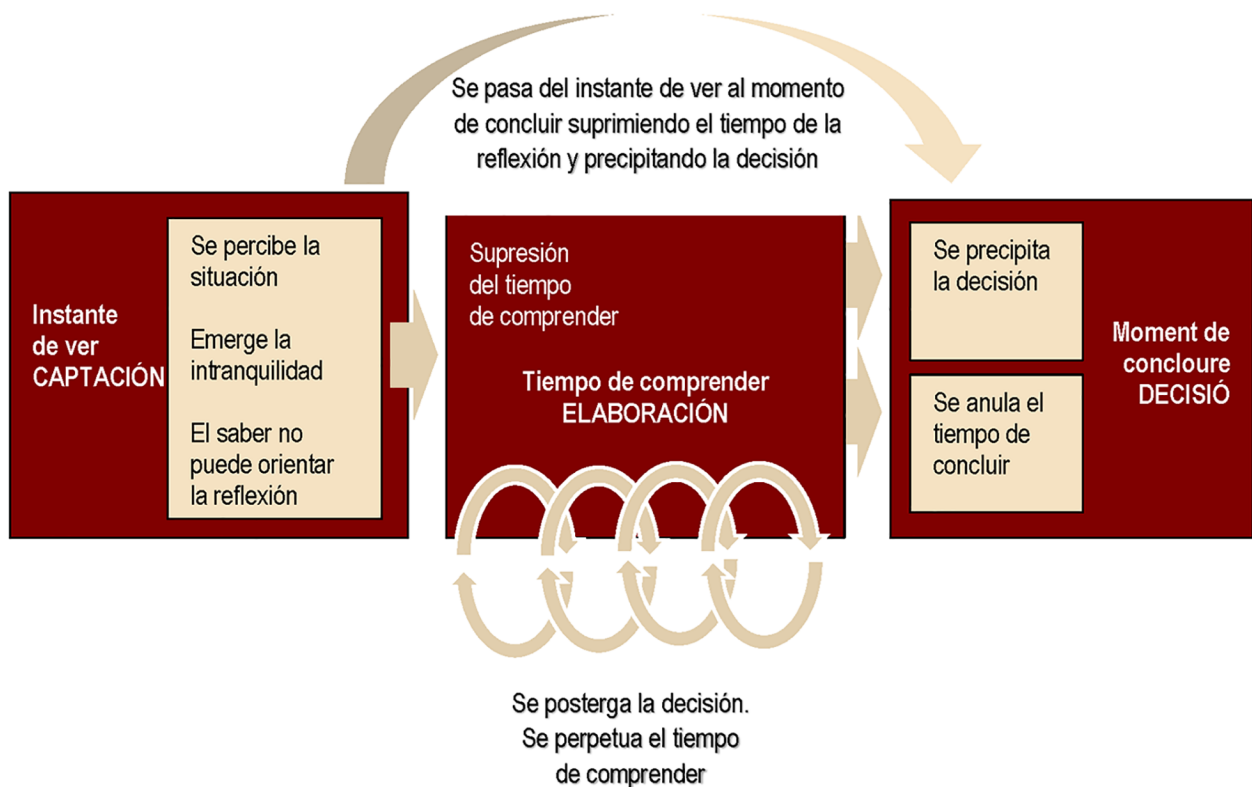 Se pasa del instante de ver al momento
de concluir suprimiendo el tiempo de la
reflexión y precipitando la decisión
Instante
de ver
CAPTACIÓN
Se percibe la
situación
Emerge la
intranquilidad
El saber no
puede orientar
la reflexión
Supresión
del tiempo
de comprender
Tiempo de comprender
ELABORACIÓN
Se precipita
la decisión
Se anula el
tiempo de
concluir
Moment de
concloure
DECISIÓ
Se posterga la decisión.
Se perpetua el tiempo
de comprender